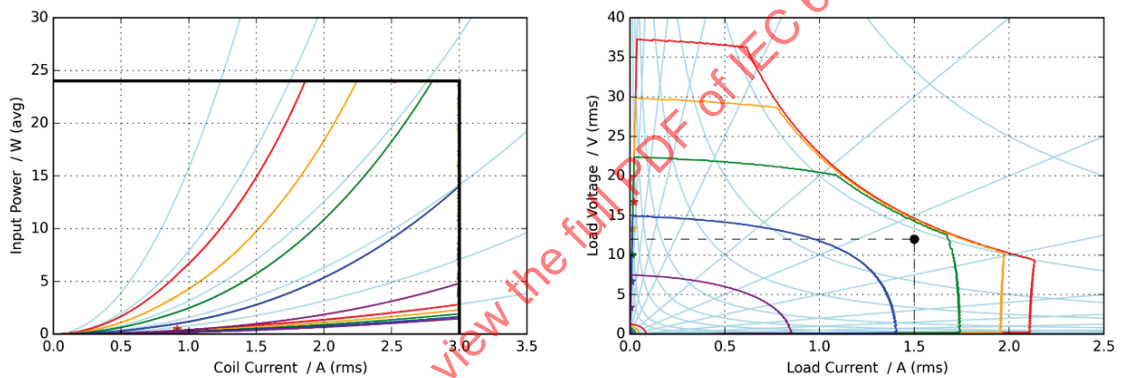 30
25
20
15
10
5
0
0.0 0.5 1.0 1.5 2.0 2.5 3.0 3.5
Input Power / W (avg)
Coil Current / A (rms)
40
35
30
25
20
15
10
5
0
0.0 0.5 1.0 1.5 2.0 2.5
Load Voltage / V (rms)
Load Current / A (rms)
view the full PDF of IEC 6